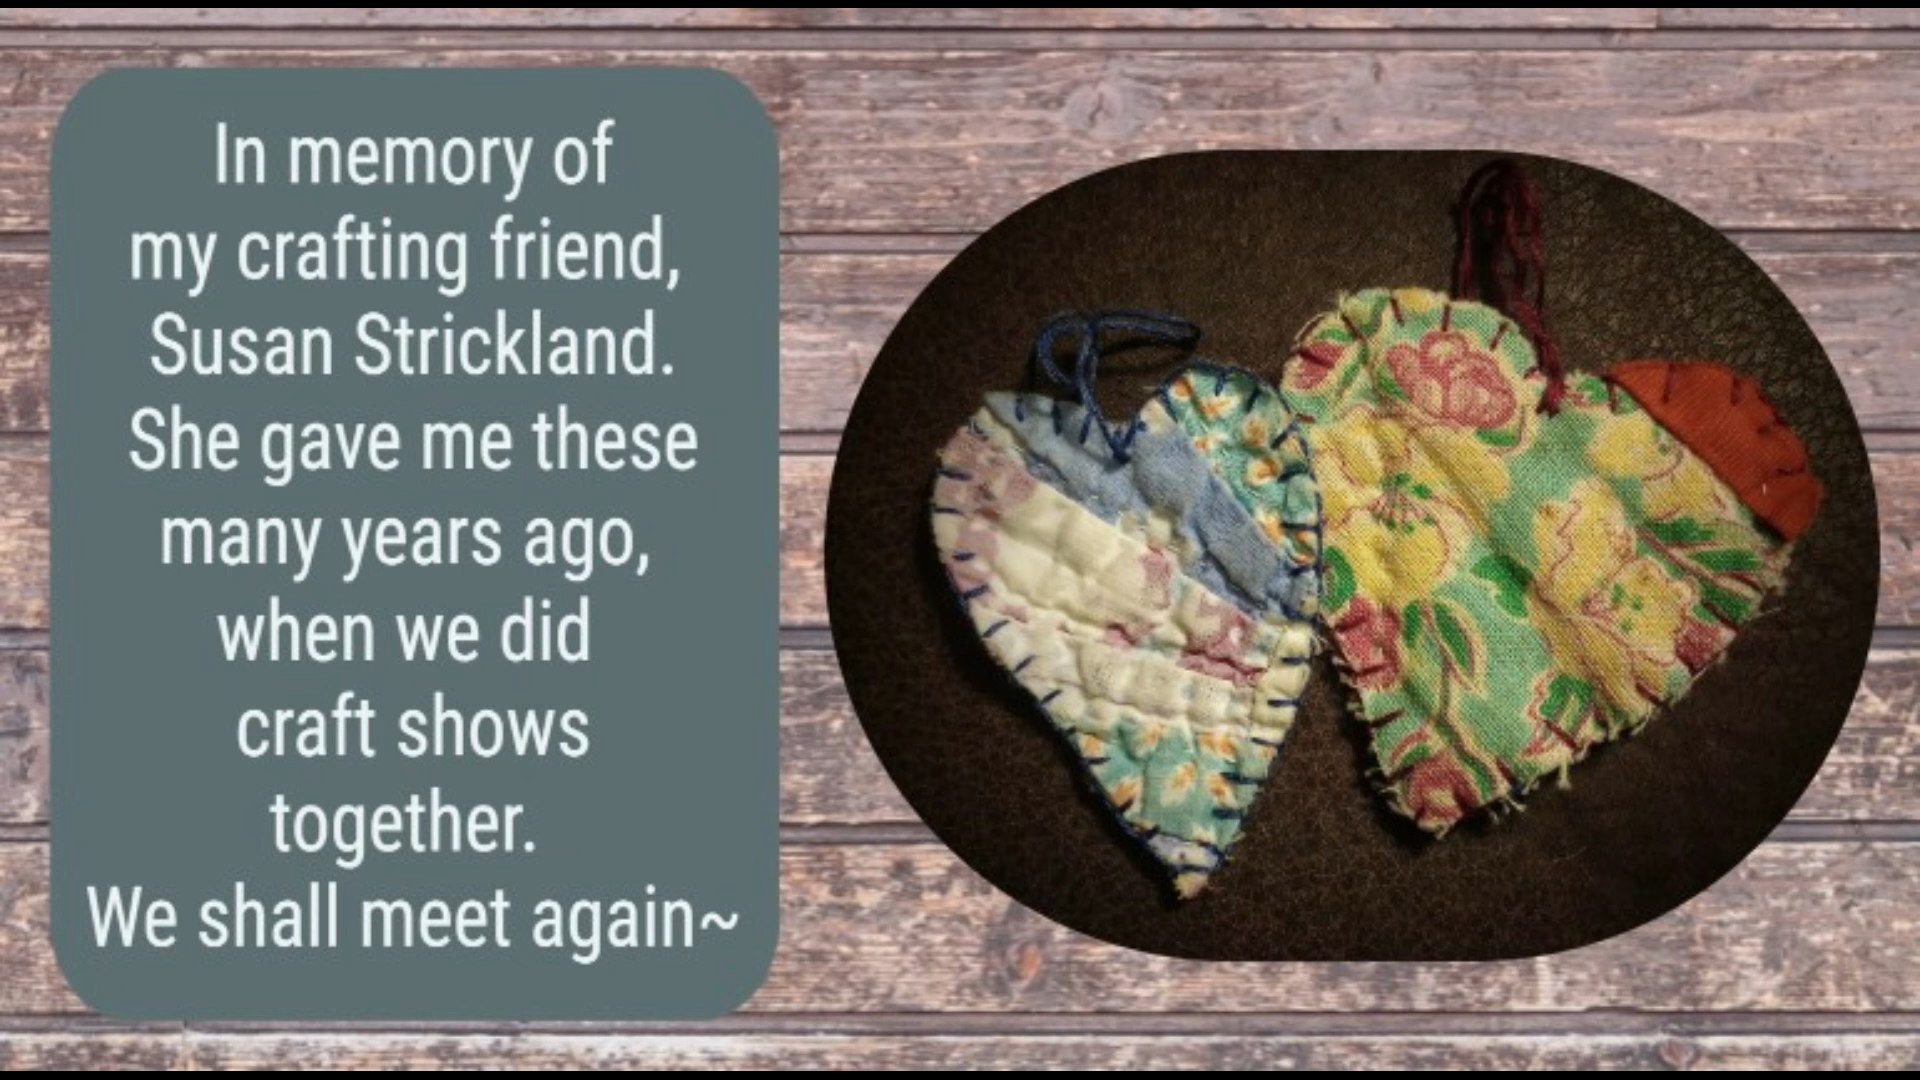 In memory of
my crafting friend,
Susan Strickland.
She gave me these
many years ago,
when we did
craft shows
together.
We shall meet again~